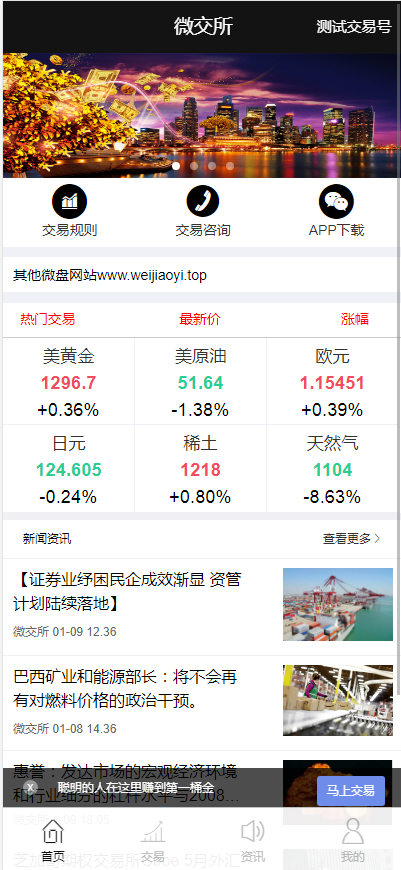 微交所
测试交易号
交易规则
交易咨询
APP下载
其他微盘网站www.weijiaoyi.top
热门交易 最新价 涨幅
美黄金 美原油 欧元
1296.7 51.64 1.15451
+0.36% -1.38% +0.39%
日元 稀土 天然气
124.605 1218 1104
-0.24% +0.80% -8.63%
新闻资讯 查看更多
【证券业纾困民企成效渐显 资管
计划陆续落地】
微交所 01-09 12.36
巴西矿业和能源部长：将不会再
有对燃料价格的政治干预。
微交所 01-08 14.36
惠誉：发达市场的宏观经济环境
和行业细分的杠杆水平与2008...
x 聪明的人在这里赚到第一桶金 马上交易
微交所 01-09 18.05
芝加哥期权交易所Cboe 5月外汇
首页 交易 资讯 我的